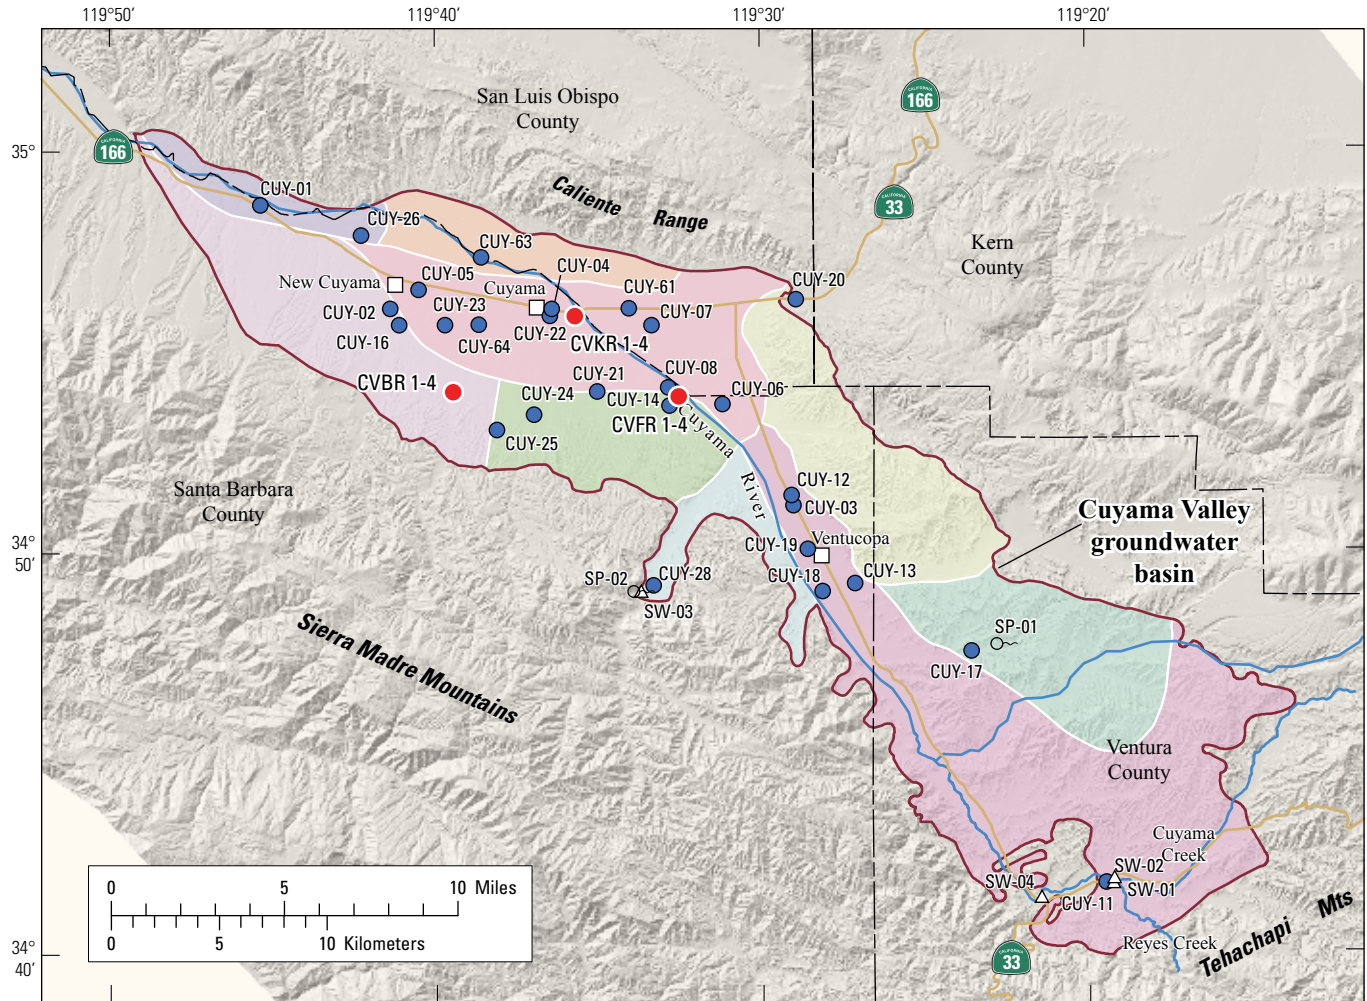 119°50'
119°40'
119°30'
119°20'
CALIFORNIA
166
San Luis Obispo
County
35°
CALIFORNIA
166
Caliente Range
CALIFORNIA
33
CUY-01
CUY-26
CUY-63
Kern
County
CUY-04
New Cuyama
CUY-05
Cuyama
CUY-61
CUY-20
CUY-02
CUY-23
CUY-22
CUY-07
CUY-16
CUY-64
CVKR 1-4
CUY-08
CVBR 1-4
CUY-21
CUY-24
CUY-14
CUY-06
CVFR 1-4
CUY-25
Cuyama
River
Santa Barbara
County
CUY-12
CUY-03
Cuyama Valley
groundwater
basin
34°
50'
CUY-19
Ventucopa
SP-02
CUY-28
CUY-18
CUY-13
SW-03
SP-01
Sierra Madre Mountains
CUY-17
Ventura
County
Cuyama
Creek
SW-02
SW-04
SW-01
CUY-11
0 5 10 Miles
0 5 10 Kilometers
Reyes Creek
Tehachapi Mts
34°
40'
CALIFORNIA
33